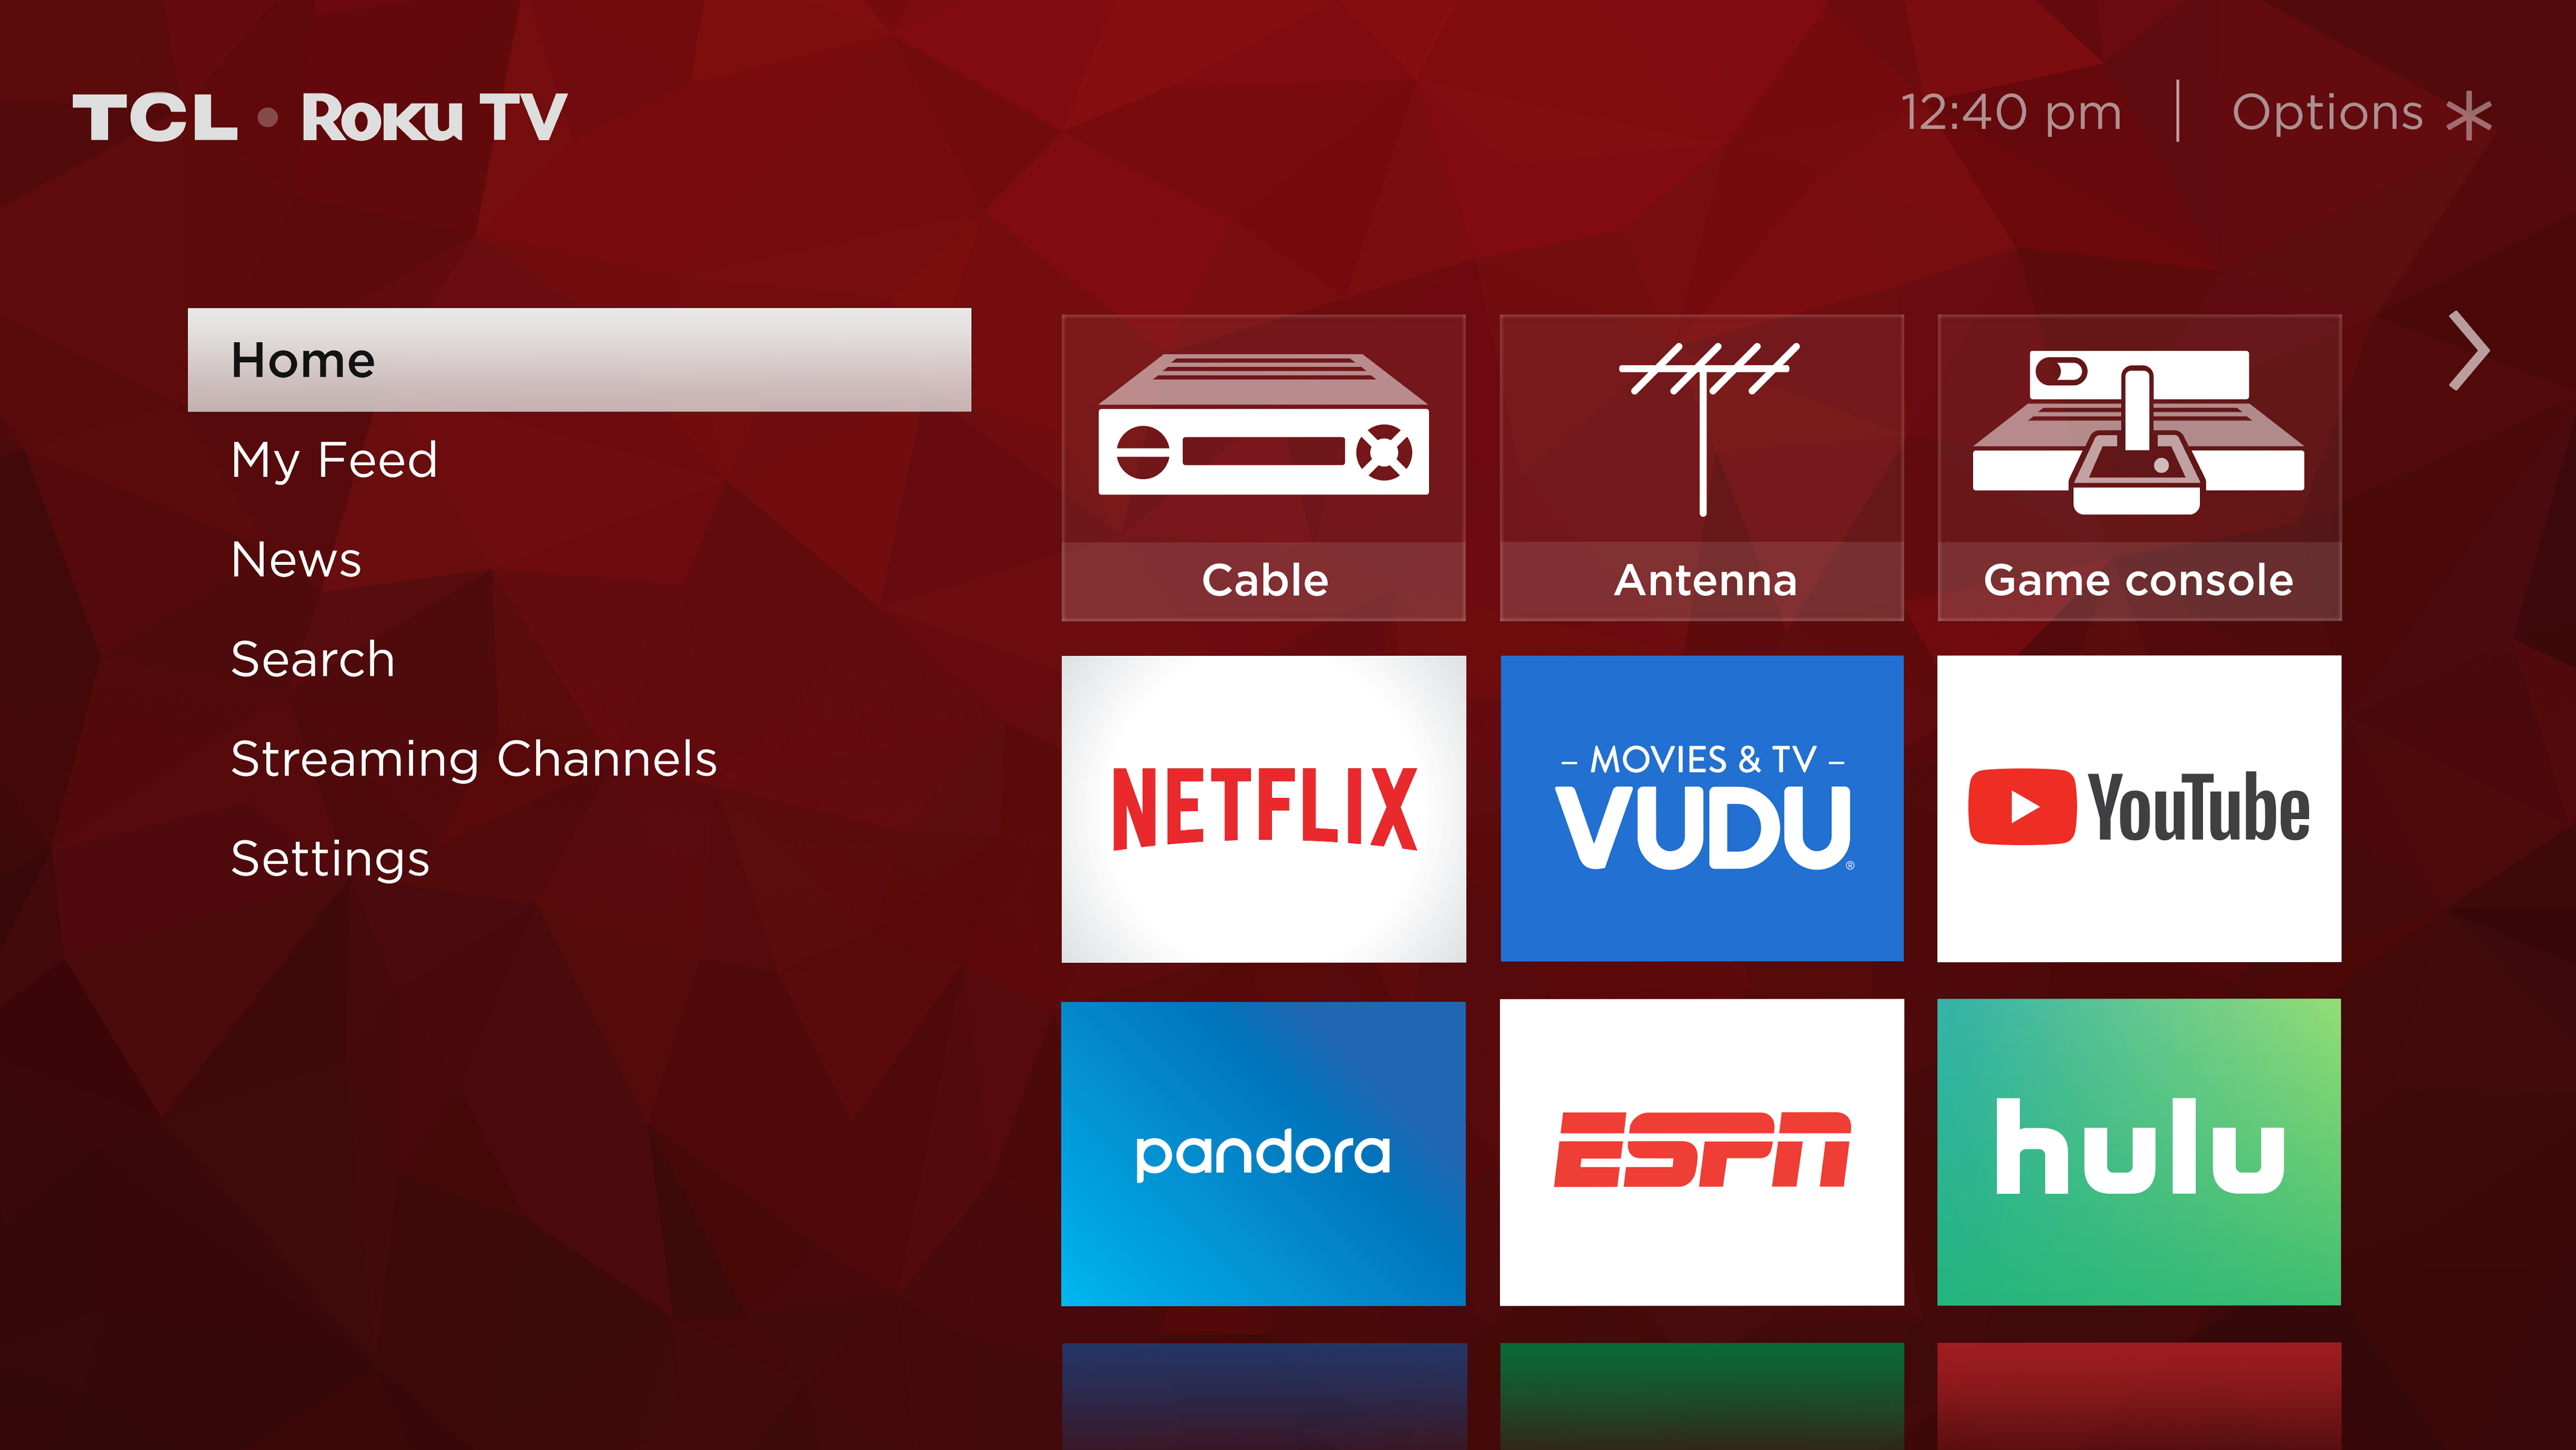 TCL • Roku TV
12:40 pm | Options *
Home
My Feed
News
Search
Streaming Channels
Settings
Cable
Antenna
Game console
NETFLIX
– MOVIES & TV –
VUDU®
YouTube
pandora
ESPN
hulu